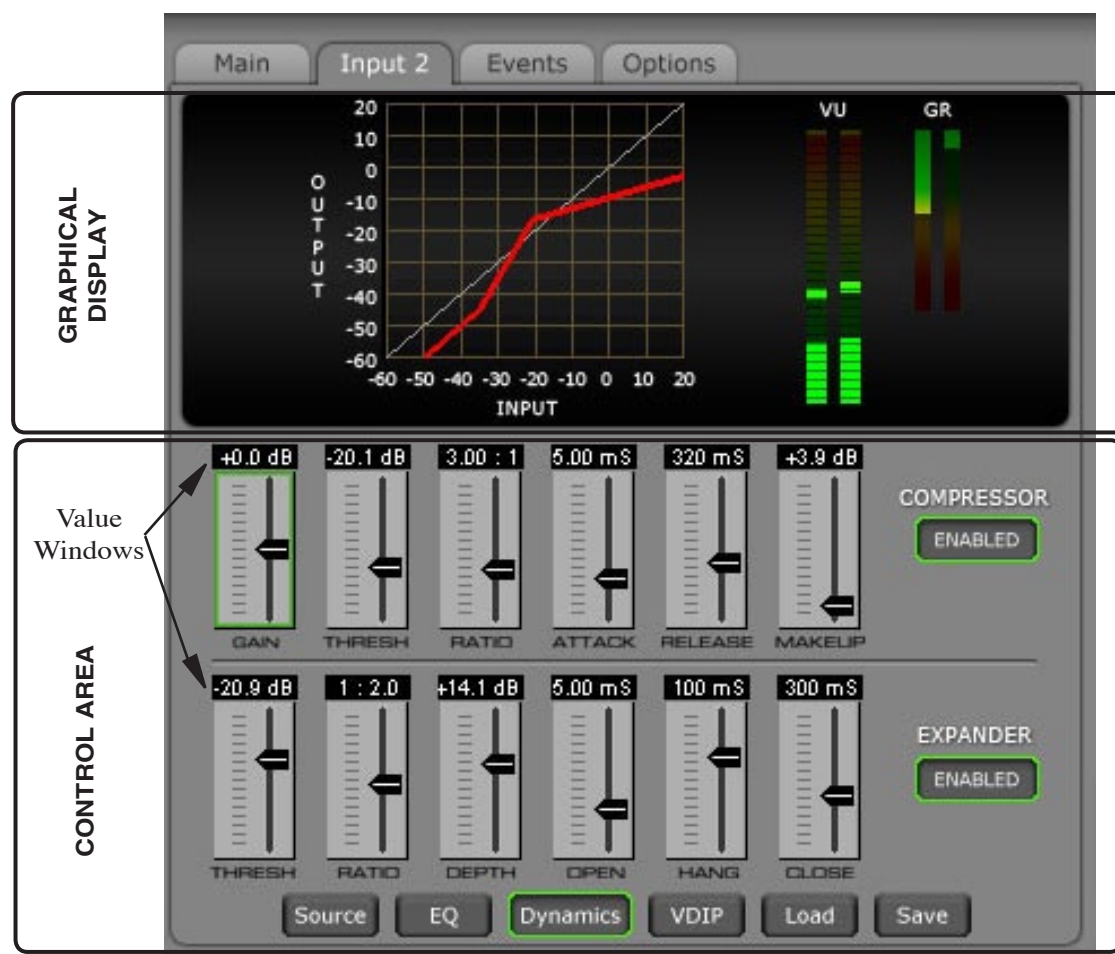 Main Input 2 Events Options
GRAPHICAL
DISPLAY
OUTPUT
20
10
0
-10
-20
-30
-40
-50
-60
-60 -50 -40 -30 -20 -10 0 10 20
INPUT
VU GR
Value
Windows
CONTROL AREA
+0.0 dB -20.1 dB 3.00 : 1 5.00 mS 320 mS +3.9 dB
COMPRESSOR
ENABLED
GAIN THRESH RATIO ATTACK RELEASE MAKEUP
-20.9 dB 1 : 2.0 +14.1 dB 5.00 mS 100 mS 300 mS
EXPANDER
ENABLED
THRESH RATIO DEPTH OPEN HANG CLOSE
Source EQ Dynamics VDIP Load Save